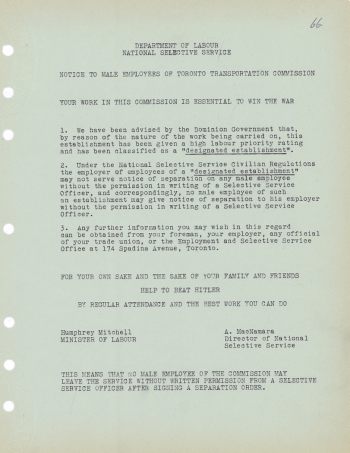 66
DEPARTMENT OF LABOUR
NATIONAL SELECTIVE SERVICE
NOTICE TO MALE EMPLOYEES OF TORONTO TRANSPORTATION COMMISSION
YOUR WORK IN THIS COMMISSION IS ESSENTIAL TO WIN THE WAR
1. We have been advised by the Dominion Government that,
by reason of the nature of the work being carried on, this
establishment has been given a high labour priority rating
and has been classified as a "designated establishment".
2. Under the National Selective Service Civilian Regulations
the employer of employees of a "designated establishment"
may not serve notice of separation on any male employee
without the permission in writing of a Selective Service
Officer, and correspondingly, no male employee of such
an establishment may give notice of separation to his employer
without the permission in writing of a Selective Service
Officer.
3. Any further information you may wish in this regard
can be obtained from your foreman, your employer, any official
of your trade union, or the Employment and Selective Service
Office at 174 Spadina Avenue, Toronto.
FOR YOUR OWN SAKE AND THE SAKE OF YOUR FAMILY AND FRIENDS
HELP TO BEAT HITLER
BY REGULAR ATTENDANCE AND THE BEST WORK YOU CAN DO
Humphrey Mitchell
MINISTER OF LABOUR
A. MacNamara
Director of National
Selective Service
THIS MEANS THAT NO MALE EMPLOYEE OF THE COMMISSION MAY
LEAVE THE SERVICE WITHOUT WRITTEN PERMISSION FROM A SELECTIVE
SERVICE OFFICER AFTER SIGNING A SEPARATION ORDER.